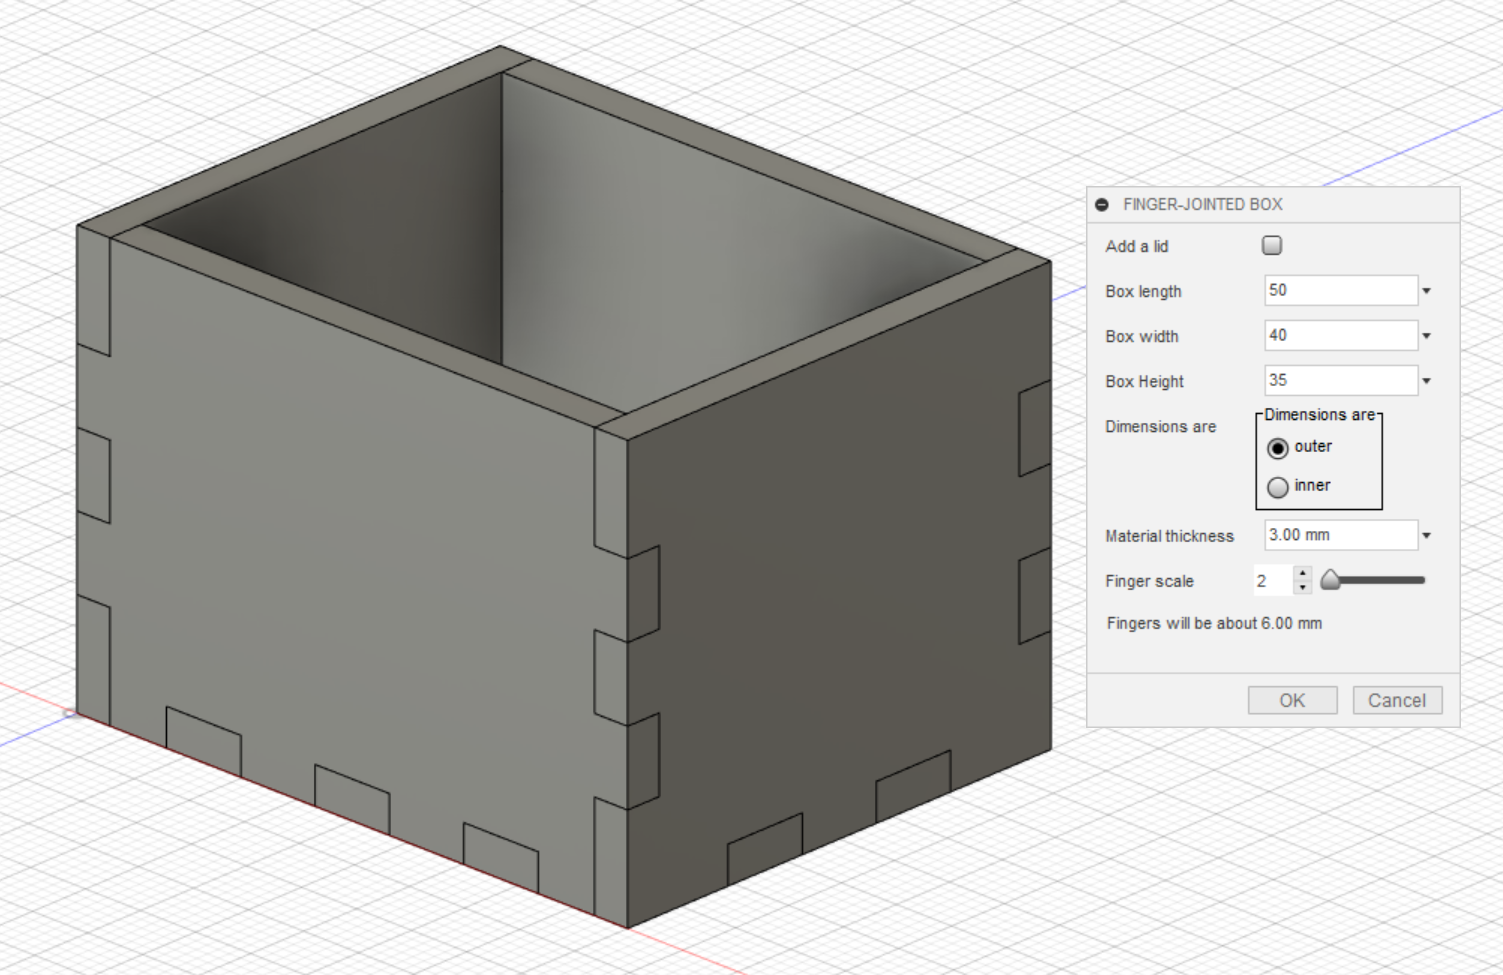 FINGER-JOINTED BOX
Add a lid
Box length 50
Box width 40
Box Height 35
Dimensions are
Dimensions are
outer
inner
Material thickness 3.00 mm
Finger scale 2
Fingers will be about 6.00 mm
OK Cancel